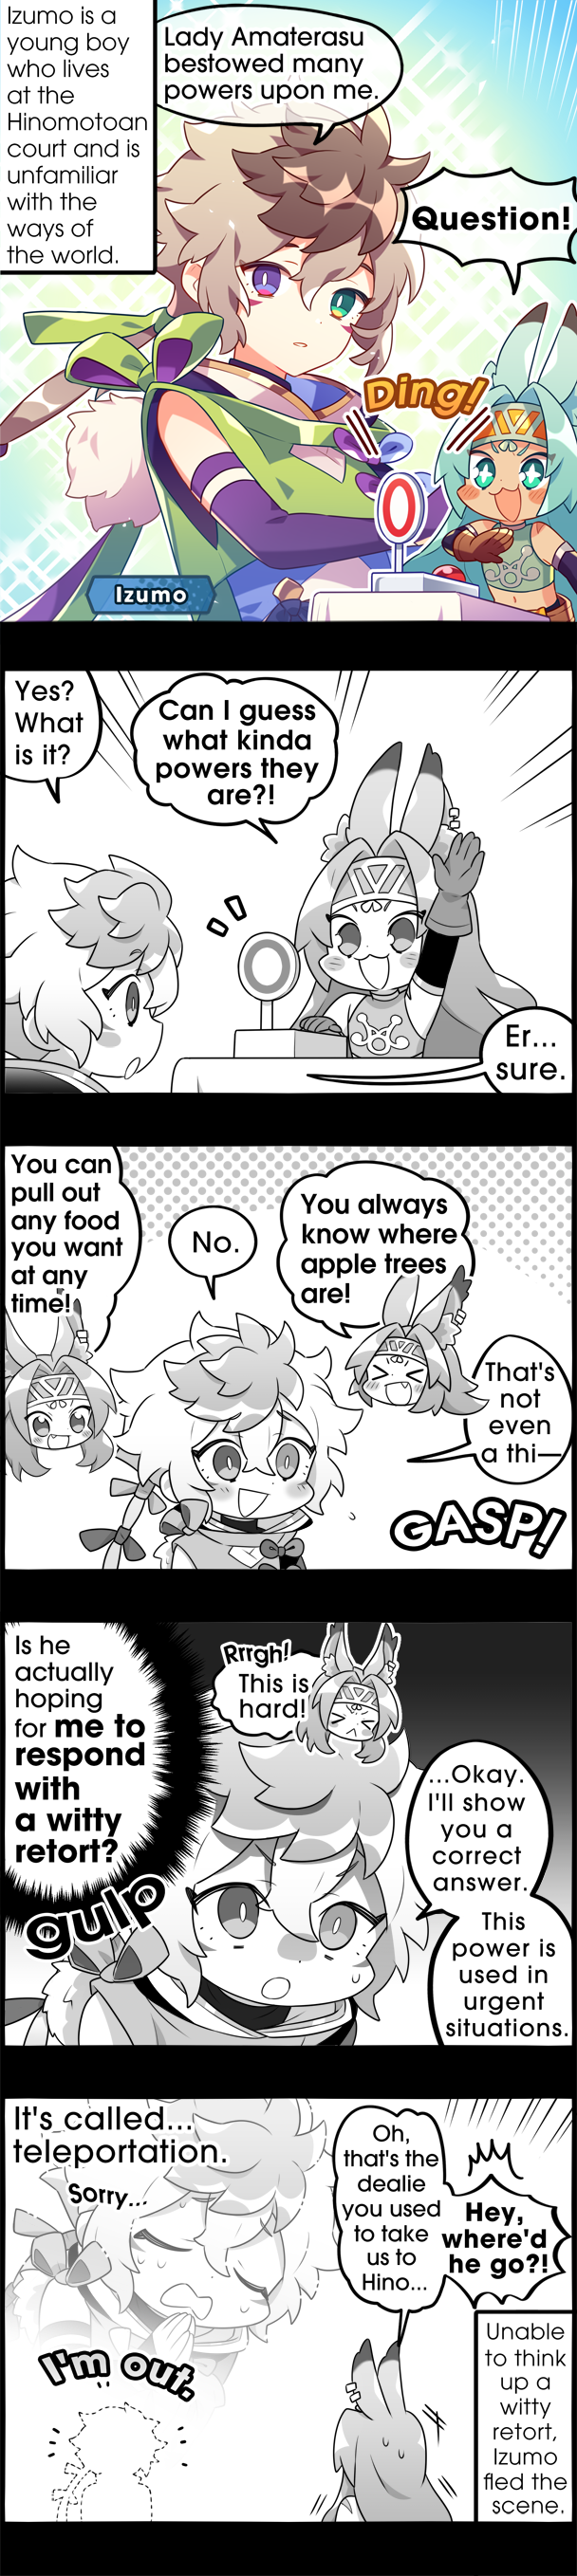 Izumo is a
young boy
who lives
at the
Hinomotoan
court and is
unfamiliar
with the
ways of
the world.
Lady Amaterasu
bestowed many
powers upon me.
Question!
Ding!
Izumo
Yes?
What
is it?
Can I guess
what kinda
powers they
are?!
Er...
sure.
You can
pull out
any food
you want
at any
time!
No.
You always
know where
apple trees
are!
That's
not
even
a thi—
GASP!
Is he
actually
hoping
for me to
respond
with
a witty
retort?
gulp
Rrrgh!
This is
hard!
...Okay.
I'll show
you a
correct
answer.
This
power is
used in
urgent
situations.
It's called...
teleportation.
Sorry...
I'm out.
Oh,
that's the
dealie
you used
to take
us to
Hino...
Hey,
where'd
he go?!
Unable
to think
up a
witty
retort,
Izumo
fled the
scene.